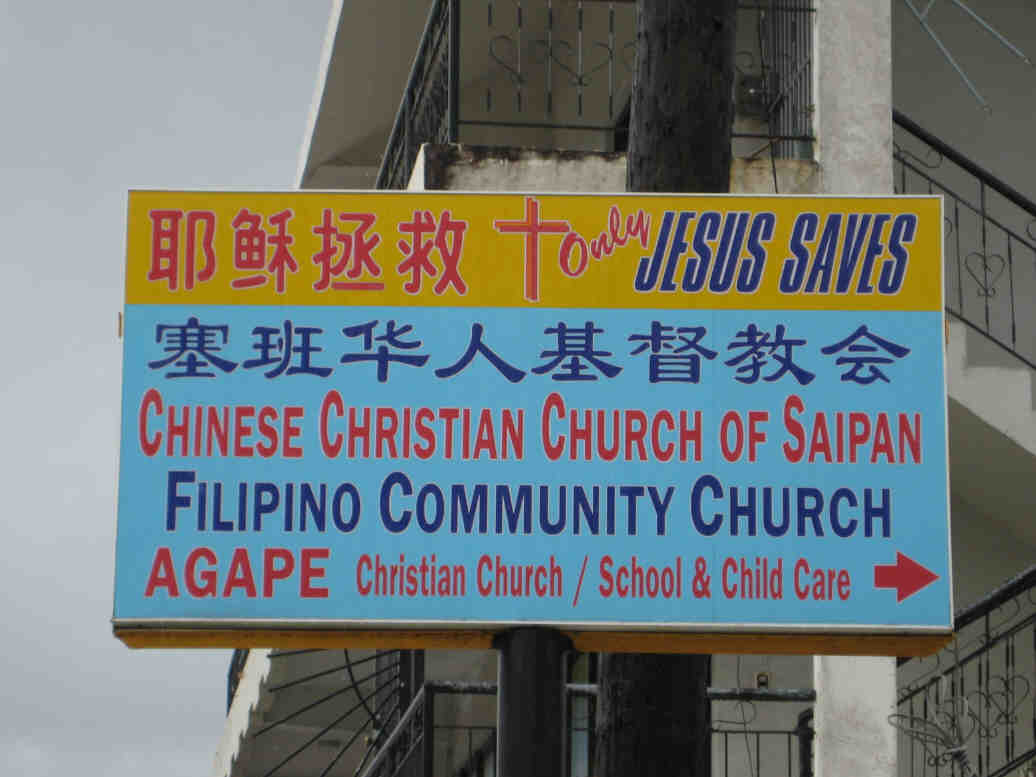 耶稣拯救 Only JESUS SAVES
塞班华人基督教会
CHINESE CHRISTIAN CHURCH OF SAIPAN
FILIPINO COMMUNITY CHURCH
AGAPE Christian Church / School & Child Care